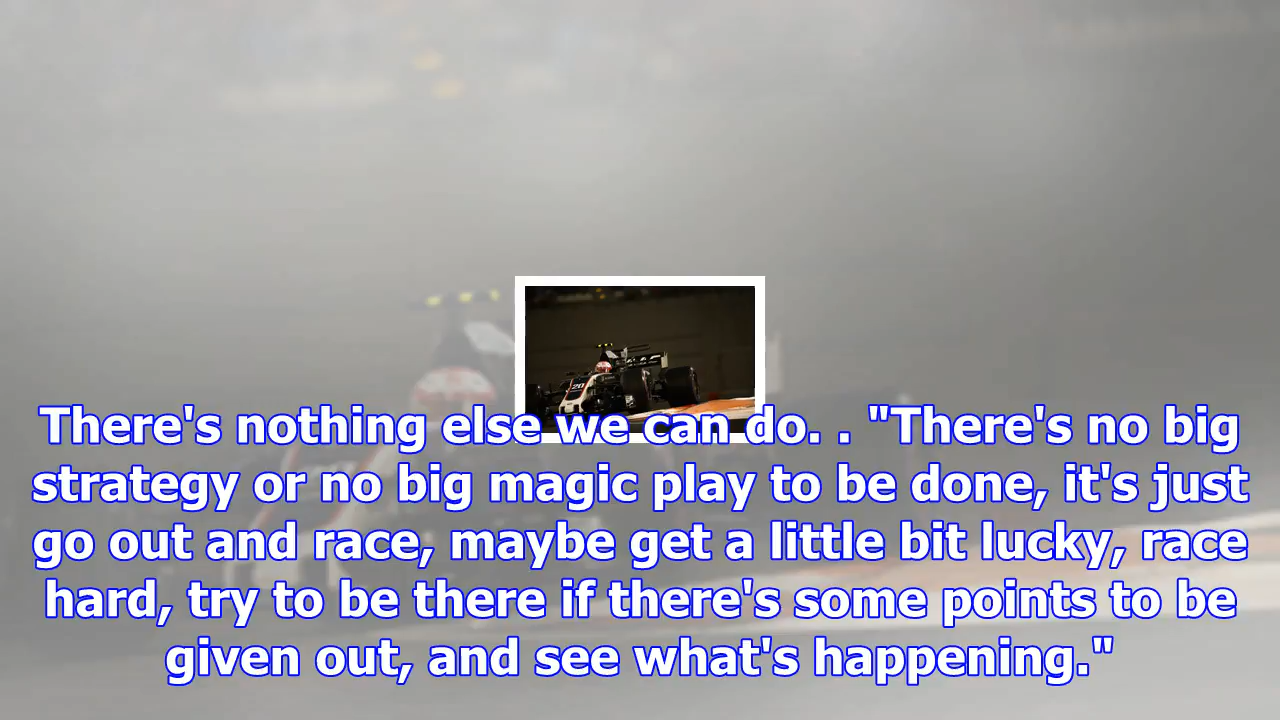 20
There's nothing else we can do. . "There's no big
strategy or no big magic play to be done, it's just
go out and race, maybe get a little bit lucky, race
hard, try to be there if there's some points to be
given out, and see what's happening."